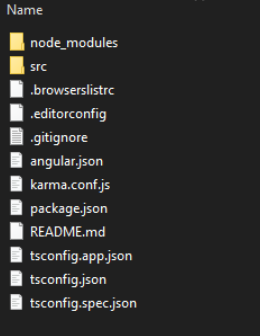 Name
node_modules
src
.browserslistrc
.editorconfig
.gitignore
angular.json
karma.conf.js
package.json
README.md
tsconfig.app.json
tsconfig.json
tsconfig.spec.json